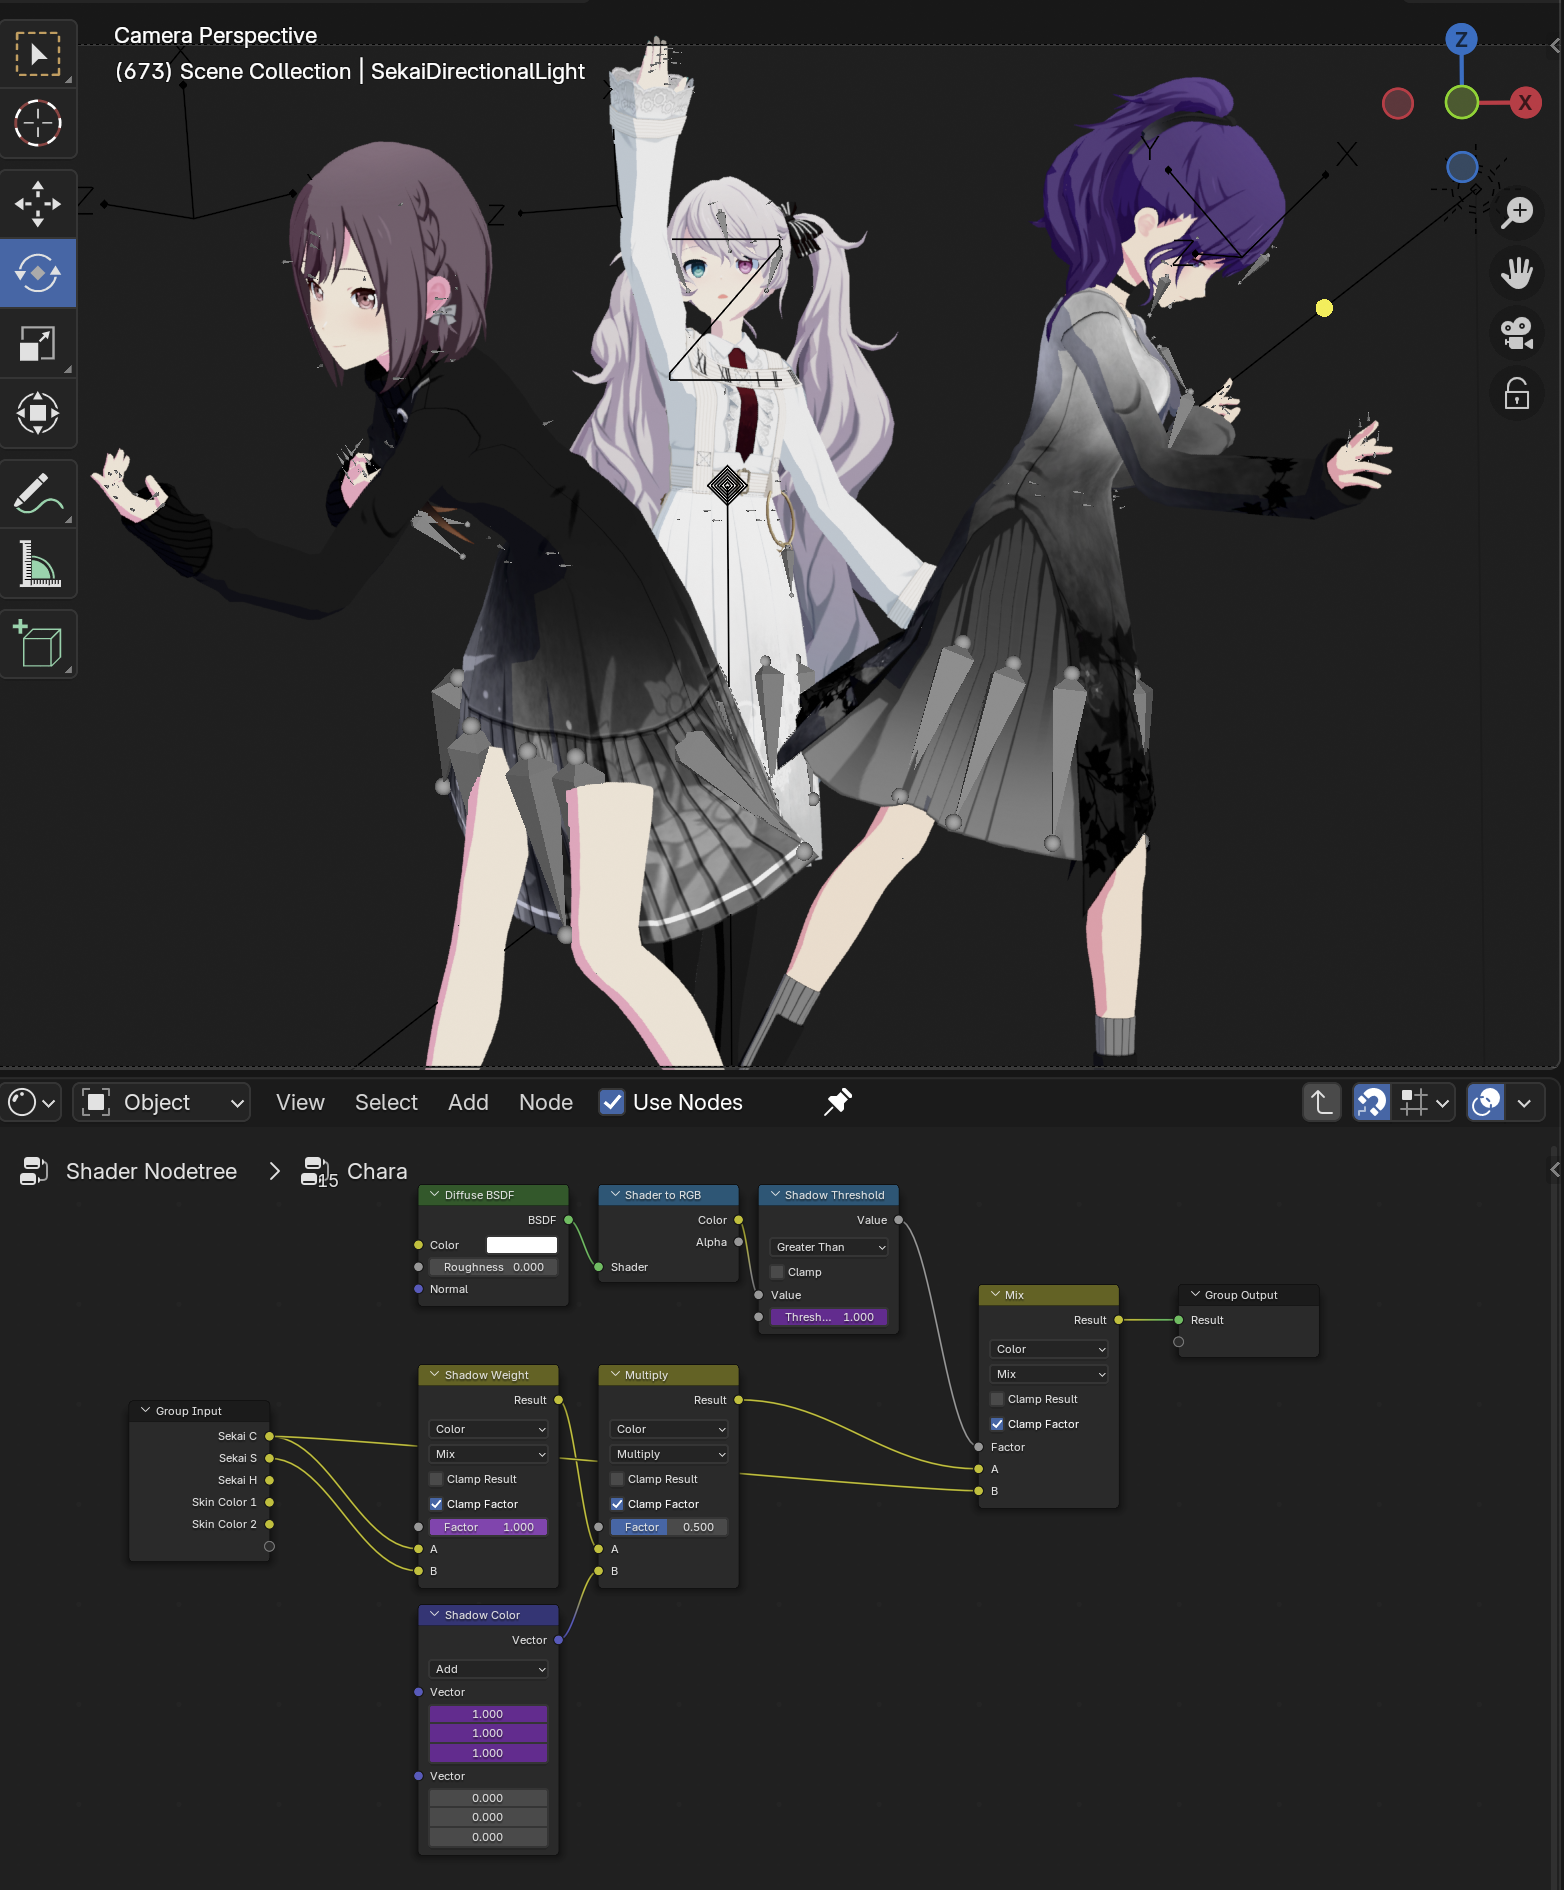 Camera Perspective
(673) Scene Collection | SekaiDirectionalLight
Z
X
X
Y
X
Z
Z
Z
Object
View
Select
Add
Node
Use Nodes
Shader Nodetree
15
Chara
Diffuse BSDF
BSDF
Color
Roughness 0.000
Normal
Shader to RGB
Color
Alpha
Shader
Shadow Threshold
Value
Greater Than
Clamp
Value
Thresh... 1.000
Mix
Result
Color
Mix
Clamp Result
Clamp Factor
Factor
A
B
Group Output
Result
Group Input
Sekai C
Sekai S
Sekai H
Skin Color 1
Skin Color 2
Shadow Weight
Result
Color
Mix
Clamp Result
Clamp Factor
Factor 1.000
A
B
Multiply
Result
Color
Multiply
Clamp Result
Clamp Factor
Factor 0.500
A
B
Shadow Color
Vector
Add
Vector
1.000
1.000
1.000
Vector
0.000
0.000
0.000